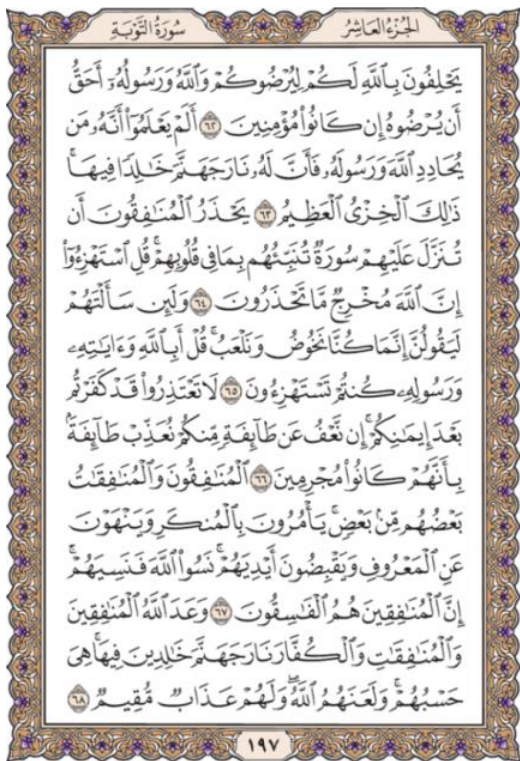 الجُزْءُ العَاشِرُ
سُورَةُ التَّوْبَةِ
يَحْلِفُونَ بِٱللَّهِ لَكُمْ لِيُرْضُوكُمْ وَٱللَّهُ وَرَسُولُهُۥٓ أَحَقُّ
أَن يُرْضُوهُ إِن كَانُوا۟ مُؤْمِنِينَ ٦٢ أَلَمْ يَعْلَمُوٓا۟ أَنَّهُۥ مَن
يُحَادِدِ ٱللَّهَ وَرَسُولَهُۥ فَأَنَّ لَهُۥ نَارَ جَهَنَّمَ خَٰلِدًا فِيهَا ۚ
ذَٰلِكَ ٱلْخِزْىُ ٱلْعَظِيمُ ٦٣ يَحْذَرُ ٱلْمُنَٰفِقُونَ أَن
تُنَزَّلَ عَلَيْهِمْ سُورَةٌ تُنَبِّئُهُم بِمَا فِى قُلُوبِهِمْ ۚ قُلِ ٱسْتَهْزِءُوٓا۟
إِنَّ ٱللَّهَ مُخْرِجٌ مَّا تَحْذَرُونَ ٦٤ وَلَئِن سَأَلْتَهُمْ
لَيَقُولُنَّ إِنَّمَا كُنَّا نَخُوضُ وَنَلْعَبُ ۚ قُلْ أَبِٱللَّهِ وَءَايَٰتِهِۦ
وَرَسُولِهِۦ كُنتُمْ تَسْتَهْزِءُونَ ٦٥ لَا تَعْتَذِرُوا۟ قَدْ كَفَرْتُم
بَعْدَ إِيمَٰنِكُمْ ۚ إِن نَّعْفُ عَن طَآئِفَةٍ مِّنكُمْ نُعَذِّبْ طَآئِفَةًۢ
بِأَنَّهُمْ كَانُوا۟ مُجْرِمِينَ ٦٦ ٱلْمُنَٰفِقُونَ وَٱلْمُنَٰفِقَٰتُ
بَعْضُهُم مِّنۢ بَعْضٍ ۚ يَأْمُرُونَ بِٱلْمُنكَرِ وَيَنْهَوْنَ
عَنِ ٱلْمَعْرُوفِ وَيَقْبِضُونَ أَيْدِيَهُمْ ۚ نَسُوا۟ ٱللَّهَ فَنَسِيَهُمْ ۗ
إِنَّ ٱلْمُنَٰفِقِينَ هُمُ ٱلْفَٰسِقُونَ ٦٧ وَعَدَ ٱللَّهُ ٱلْمُنَٰفِقِينَ
وَٱلْمُنَٰفِقَٰتِ وَٱلْكُفَّارَ نَارَ جَهَنَّمَ خَٰلِدِينَ فِيهَا ۚ هِىَ
حَسْبُهُمْ ۚ وَلَعَنَهُمُ ٱللَّهُ ۖ وَلَهُمْ عَذَابٌ مُّقِيمٌ ٦٨
١٩٧